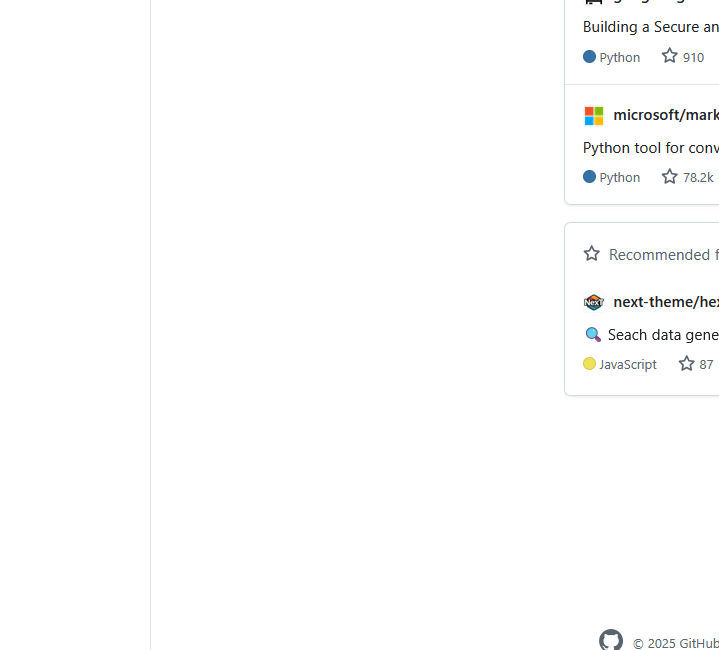 Building a Secure an
Python 910
microsoft/mark
Python tool for conv
Python 78.2k
Recommended f
next-theme/hex
🔍 Seach data gene
JavaScript 87
© 2025 GitHub